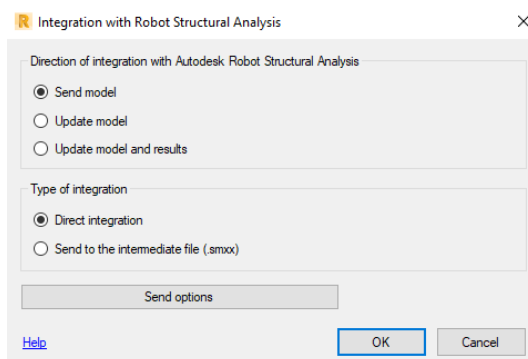 R Integration with Robot Structural Analysis
Direction of integration with Autodesk Robot Structural Analysis
Send model
Update model
Update model and results
Type of integration
Direct integration
Send to the intermediate file (.smxx)
Send options
Help OK Cancel